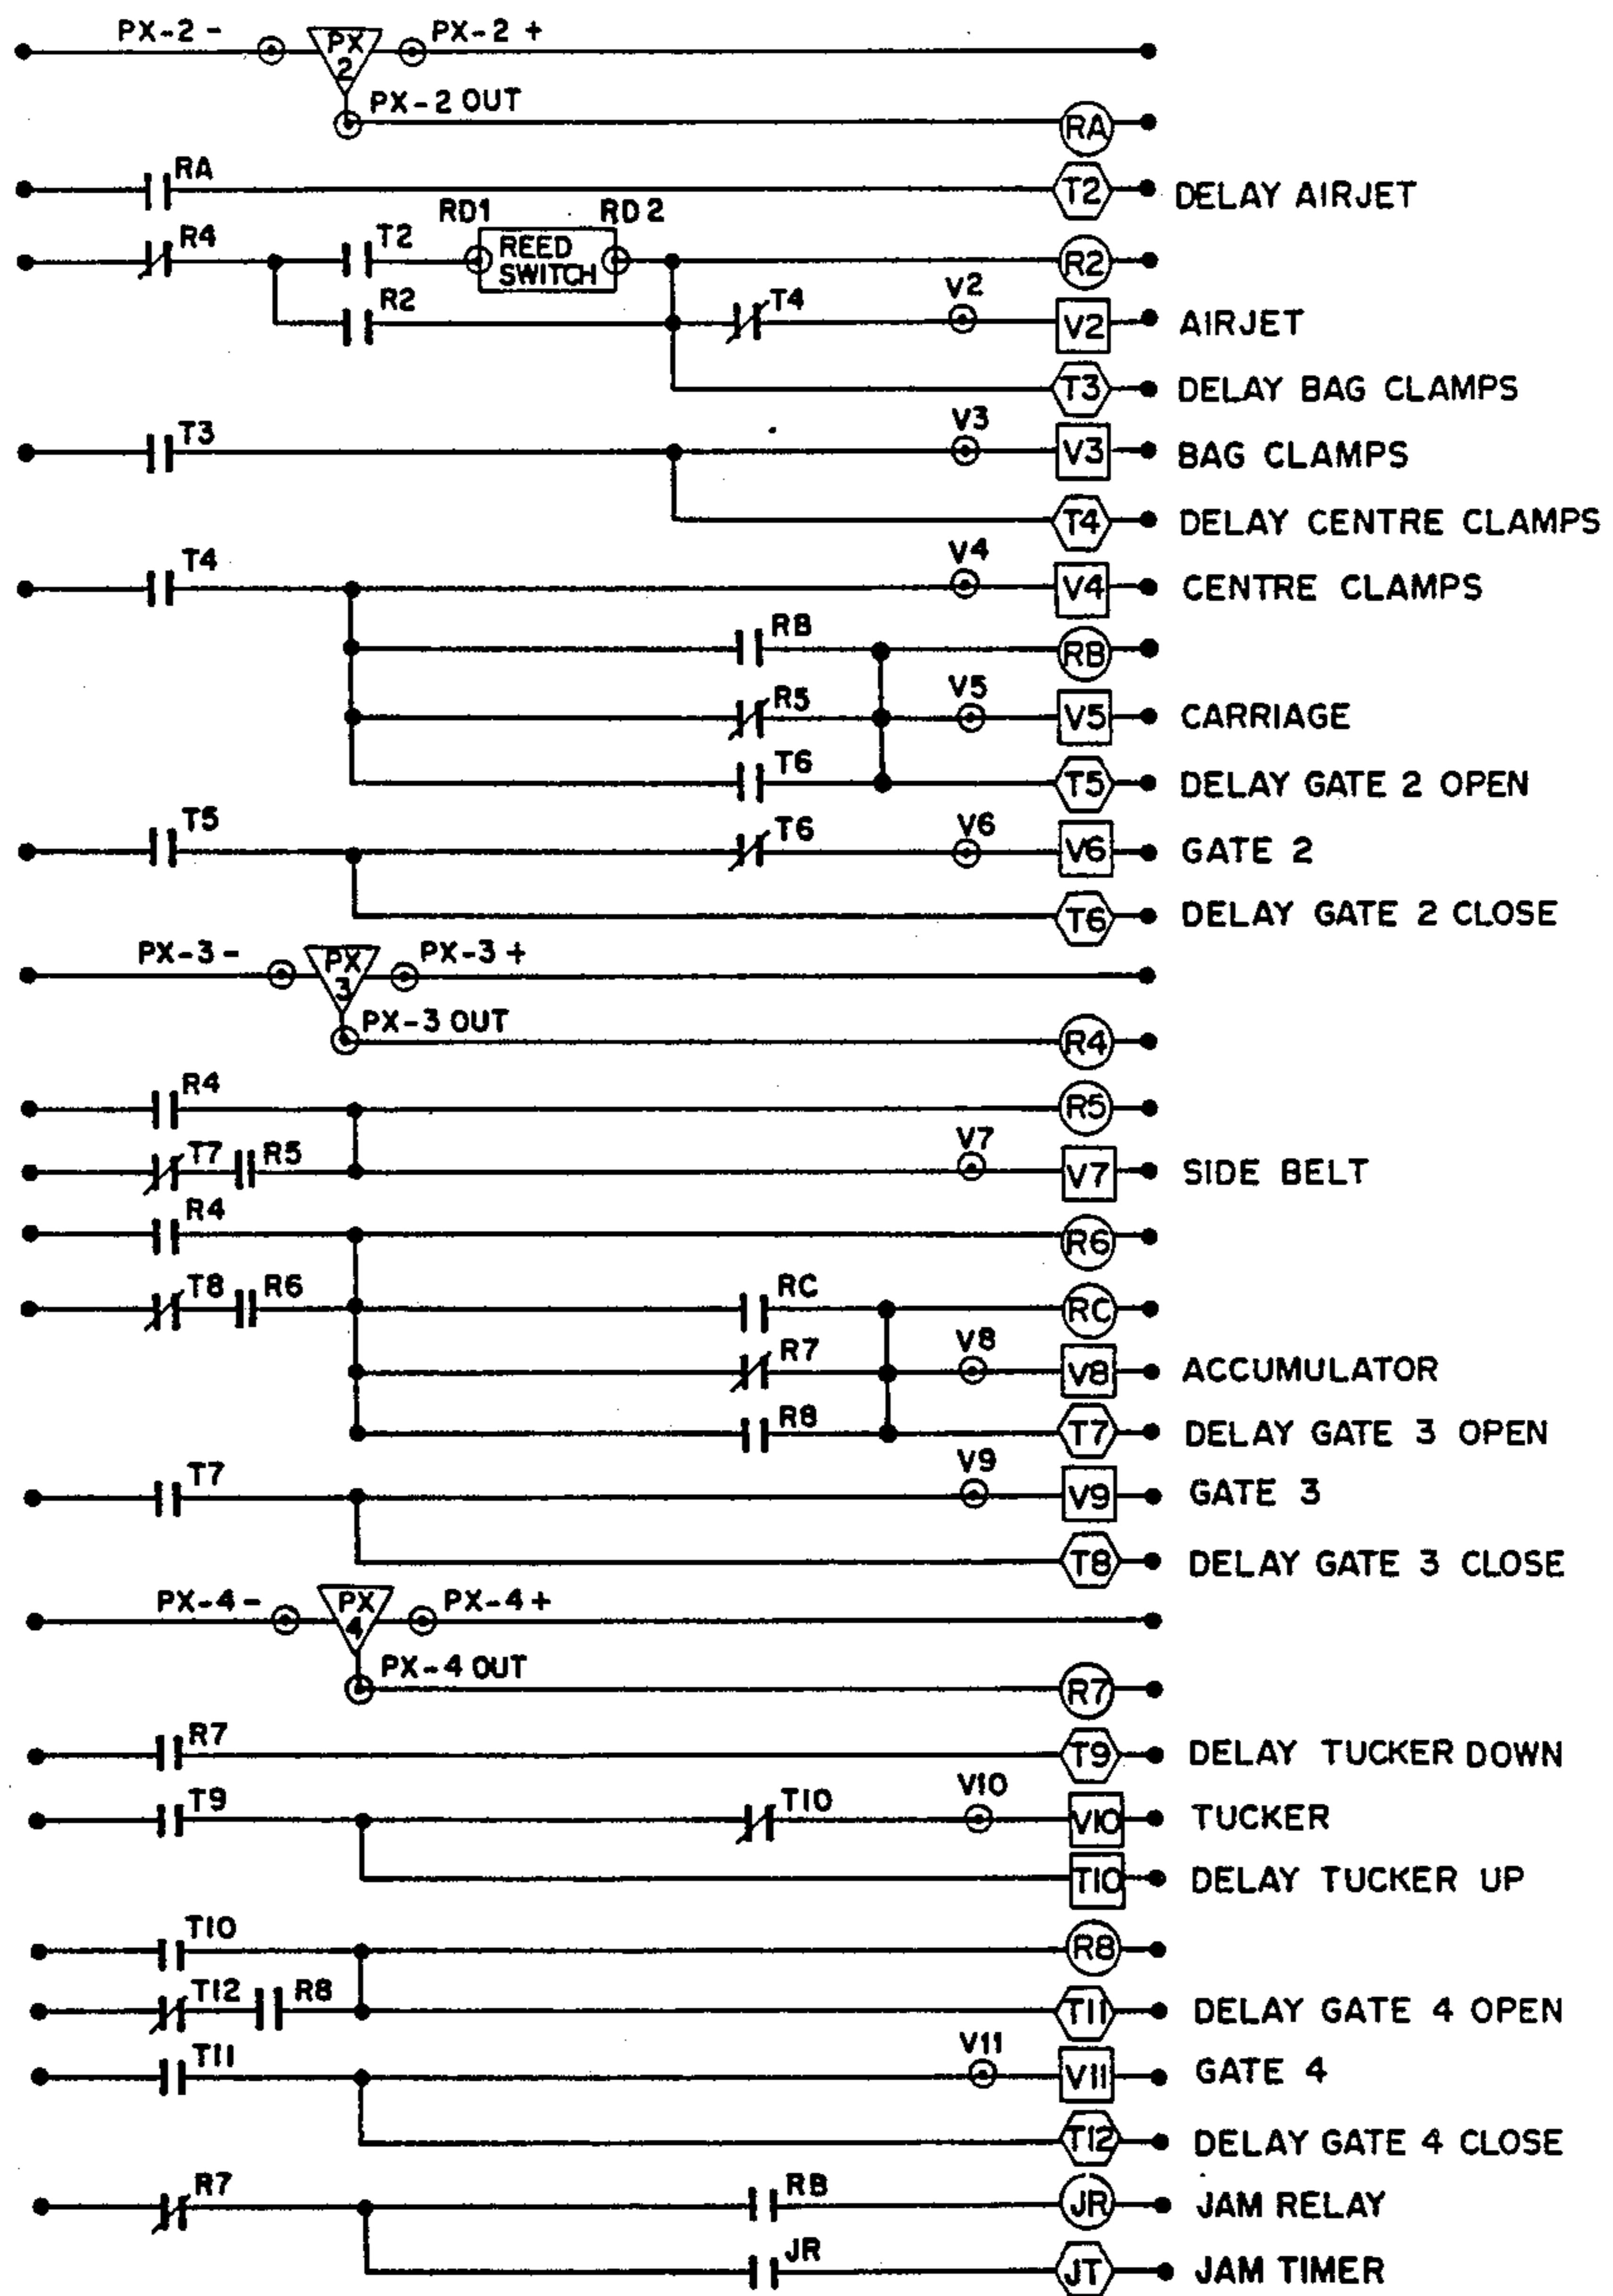 PX-2 - PX 2 PX-2 +
PX-2 OUT
RA
RA T2 DELAY AIRJET
R4 T2 RD1 REED SWITCH RD2 R2
R2 T4 V2 V2 AIRJET
T3 DELAY BAG CLAMPS
T3 V3 V3 BAG CLAMPS
T4 DELAY CENTRE CLAMPS
T4 V4 V4 CENTRE CLAMPS
RB RB
R5 V5 V5 CARRIAGE
T6 T5 DELAY GATE 2 OPEN
T5 T6 V6 V6 GATE 2
T6 DELAY GATE 2 CLOSE
PX-3 - PX 3 PX-3 +
PX-3 OUT R4
R4 R5
T7 R5 V7 V7 SIDE BELT
R4 R6
T8 R6 RC RC
R7 V8 V8 ACCUMULATOR
R8 T7 DELAY GATE 3 OPEN
T7 V9 V9 GATE 3
T8 DELAY GATE 3 CLOSE
PX-4 - PX 4 PX-4 +
PX-4 OUT R7
R7 T9 DELAY TUCKER DOWN
T9 T10 V10 V10 TUCKER
T10 DELAY TUCKER UP
T10 R8
T12 R8 T11 DELAY GATE 4 OPEN
T11 V11 V11 GATE 4
T12 DELAY GATE 4 CLOSE
R7 RB JR JAM RELAY
JR JT JAM TIMER